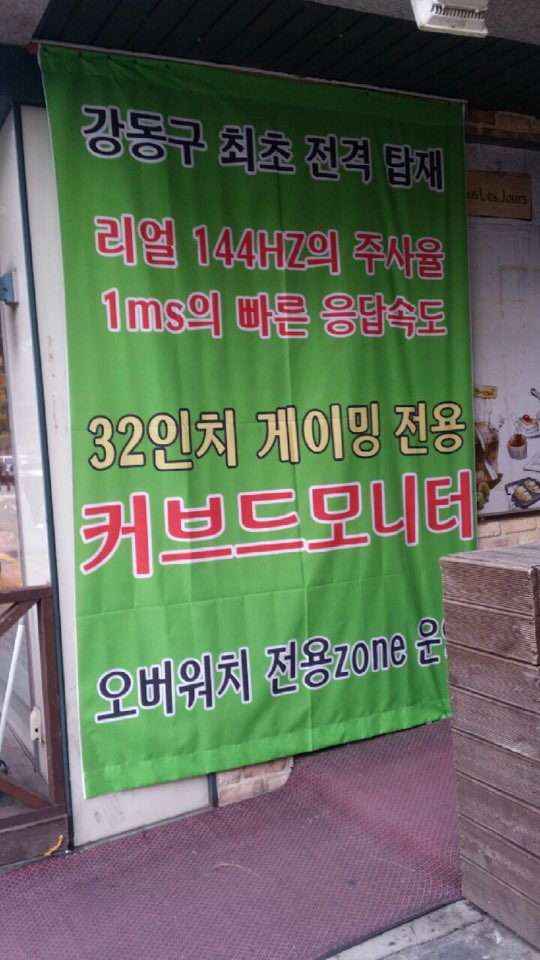 강동구 최초 전격 탑재
리얼 144HZ의 주사율
1ms의 빠른 응답속도
32인치 게이밍 전용
커브드모니터
오버워치 전용zone 운
usLesJours